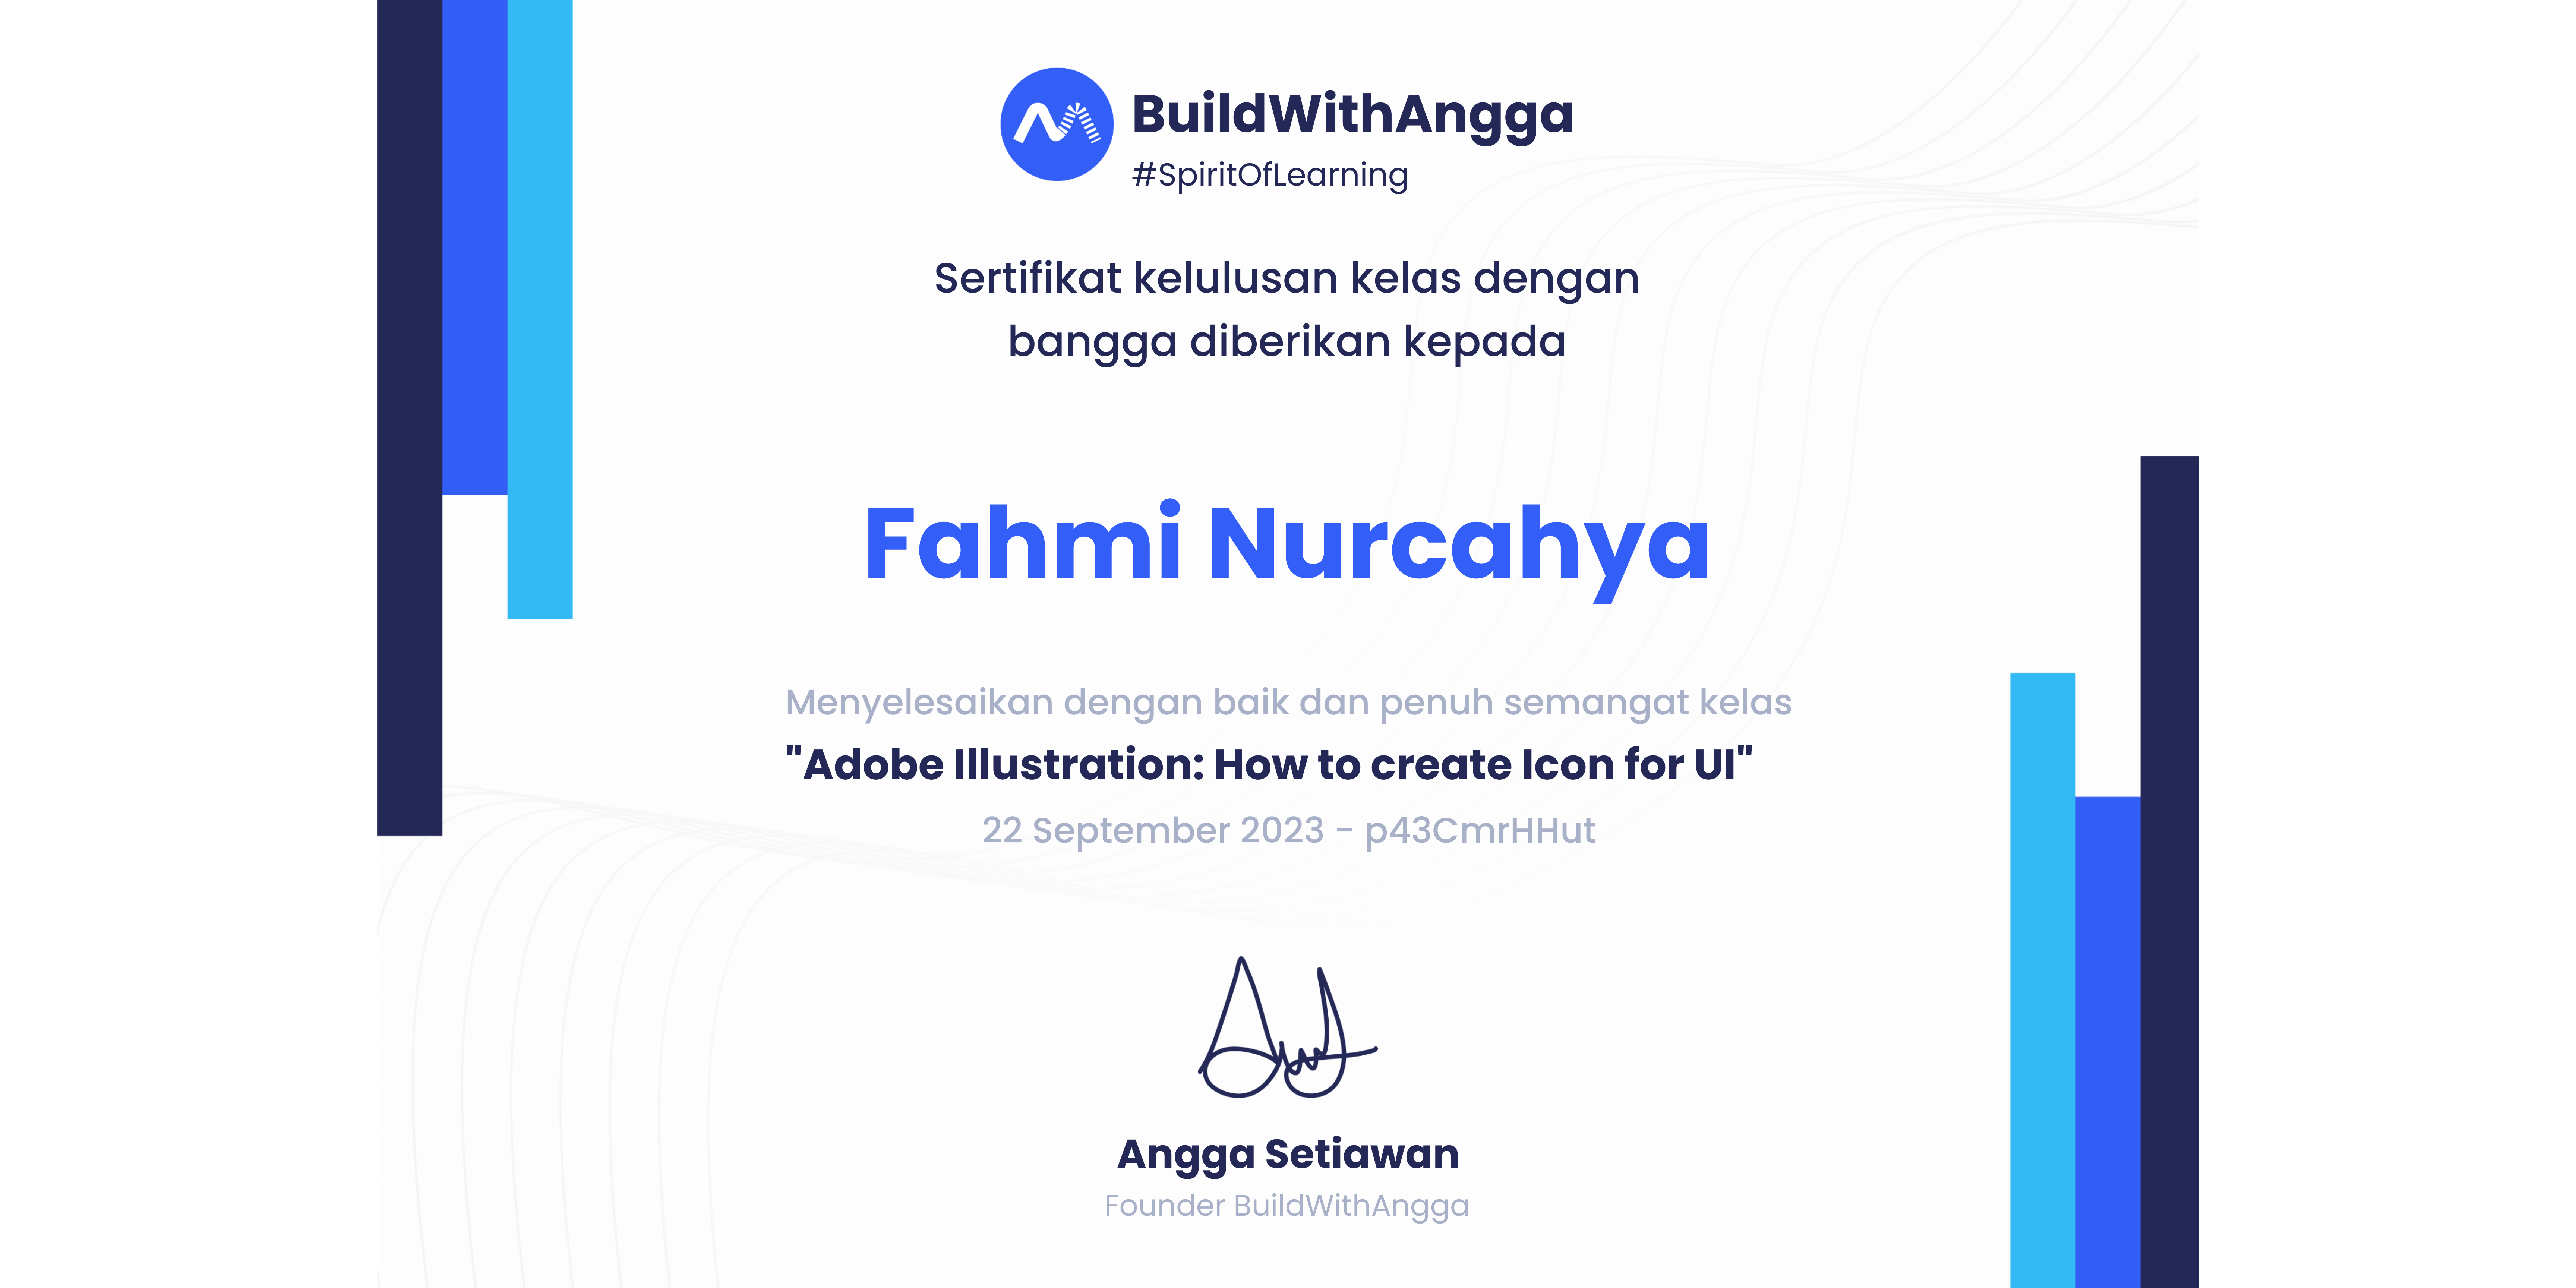 BuildWithAngga
#SpiritOfLearning
Sertifikat kelulusan kelas dengan
bangga diberikan kepada
Fahmi Nurcahya
Menyelesaikan dengan baik dan penuh semangat kelas
"Adobe Illustration: How to create Icon for UI"
22 September 2023 - p43CmrHHut
Angga Setiawan
Founder BuildWithAngga